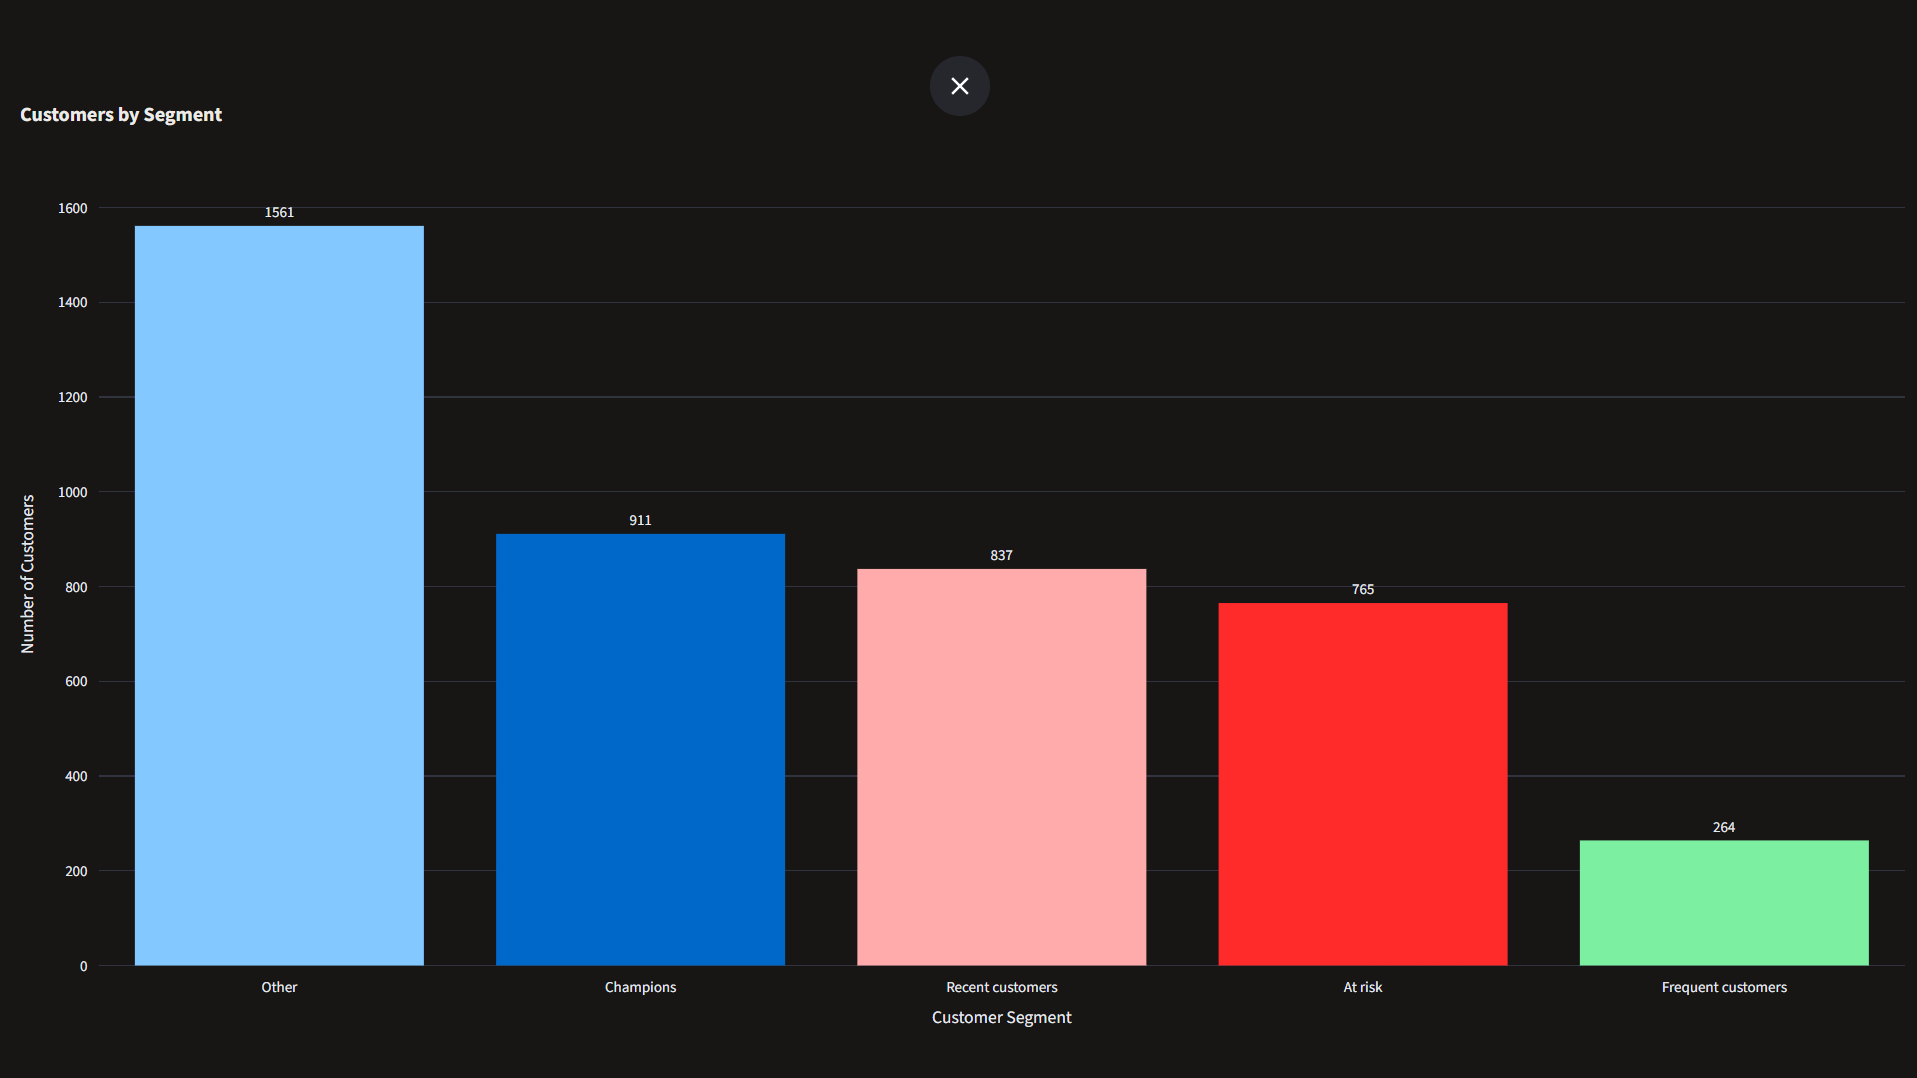 Customers by Segment
1600
1400
1200
1000
800
600
400
200
0
Number of Customers
1561
911
837
765
264
Other
Champions
Recent customers
At risk
Frequent customers
Customer Segment